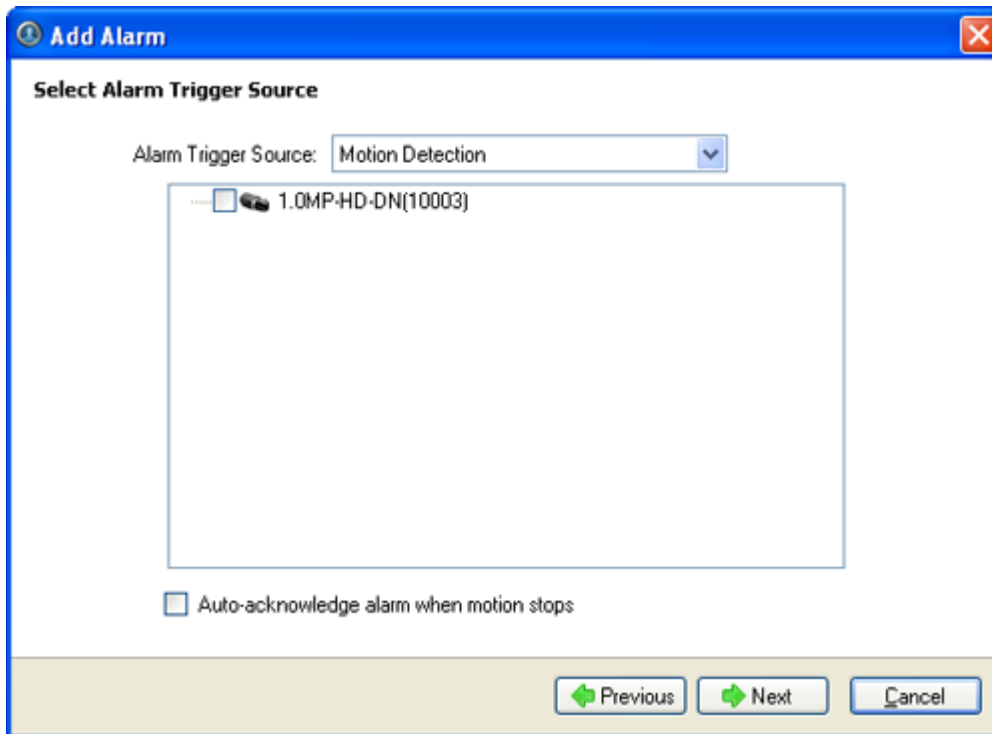 Add Alarm
Select Alarm Trigger Source
Alarm Trigger Source: Motion Detection
1.0MP-HD-DN(10003)
Auto-acknowledge alarm when motion stops
Previous Next Cancel